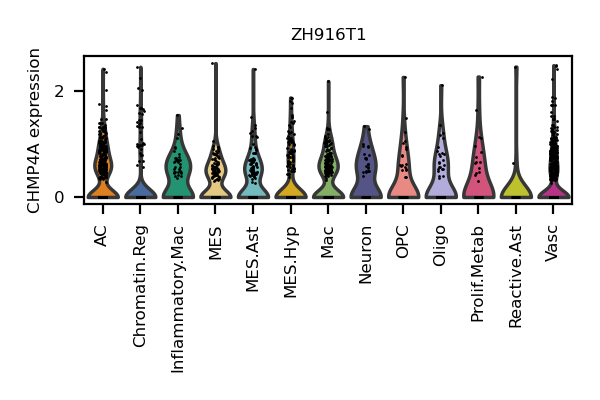 ZH916T1
CHMP4A expression
2
0
AC
Chromatin.Reg
Inflammatory.Mac
MES
MES.Ast
MES.Hyp
Mac
Neuron
OPC
Oligo
Prolif.Metab
Reactive.Ast
Vasc